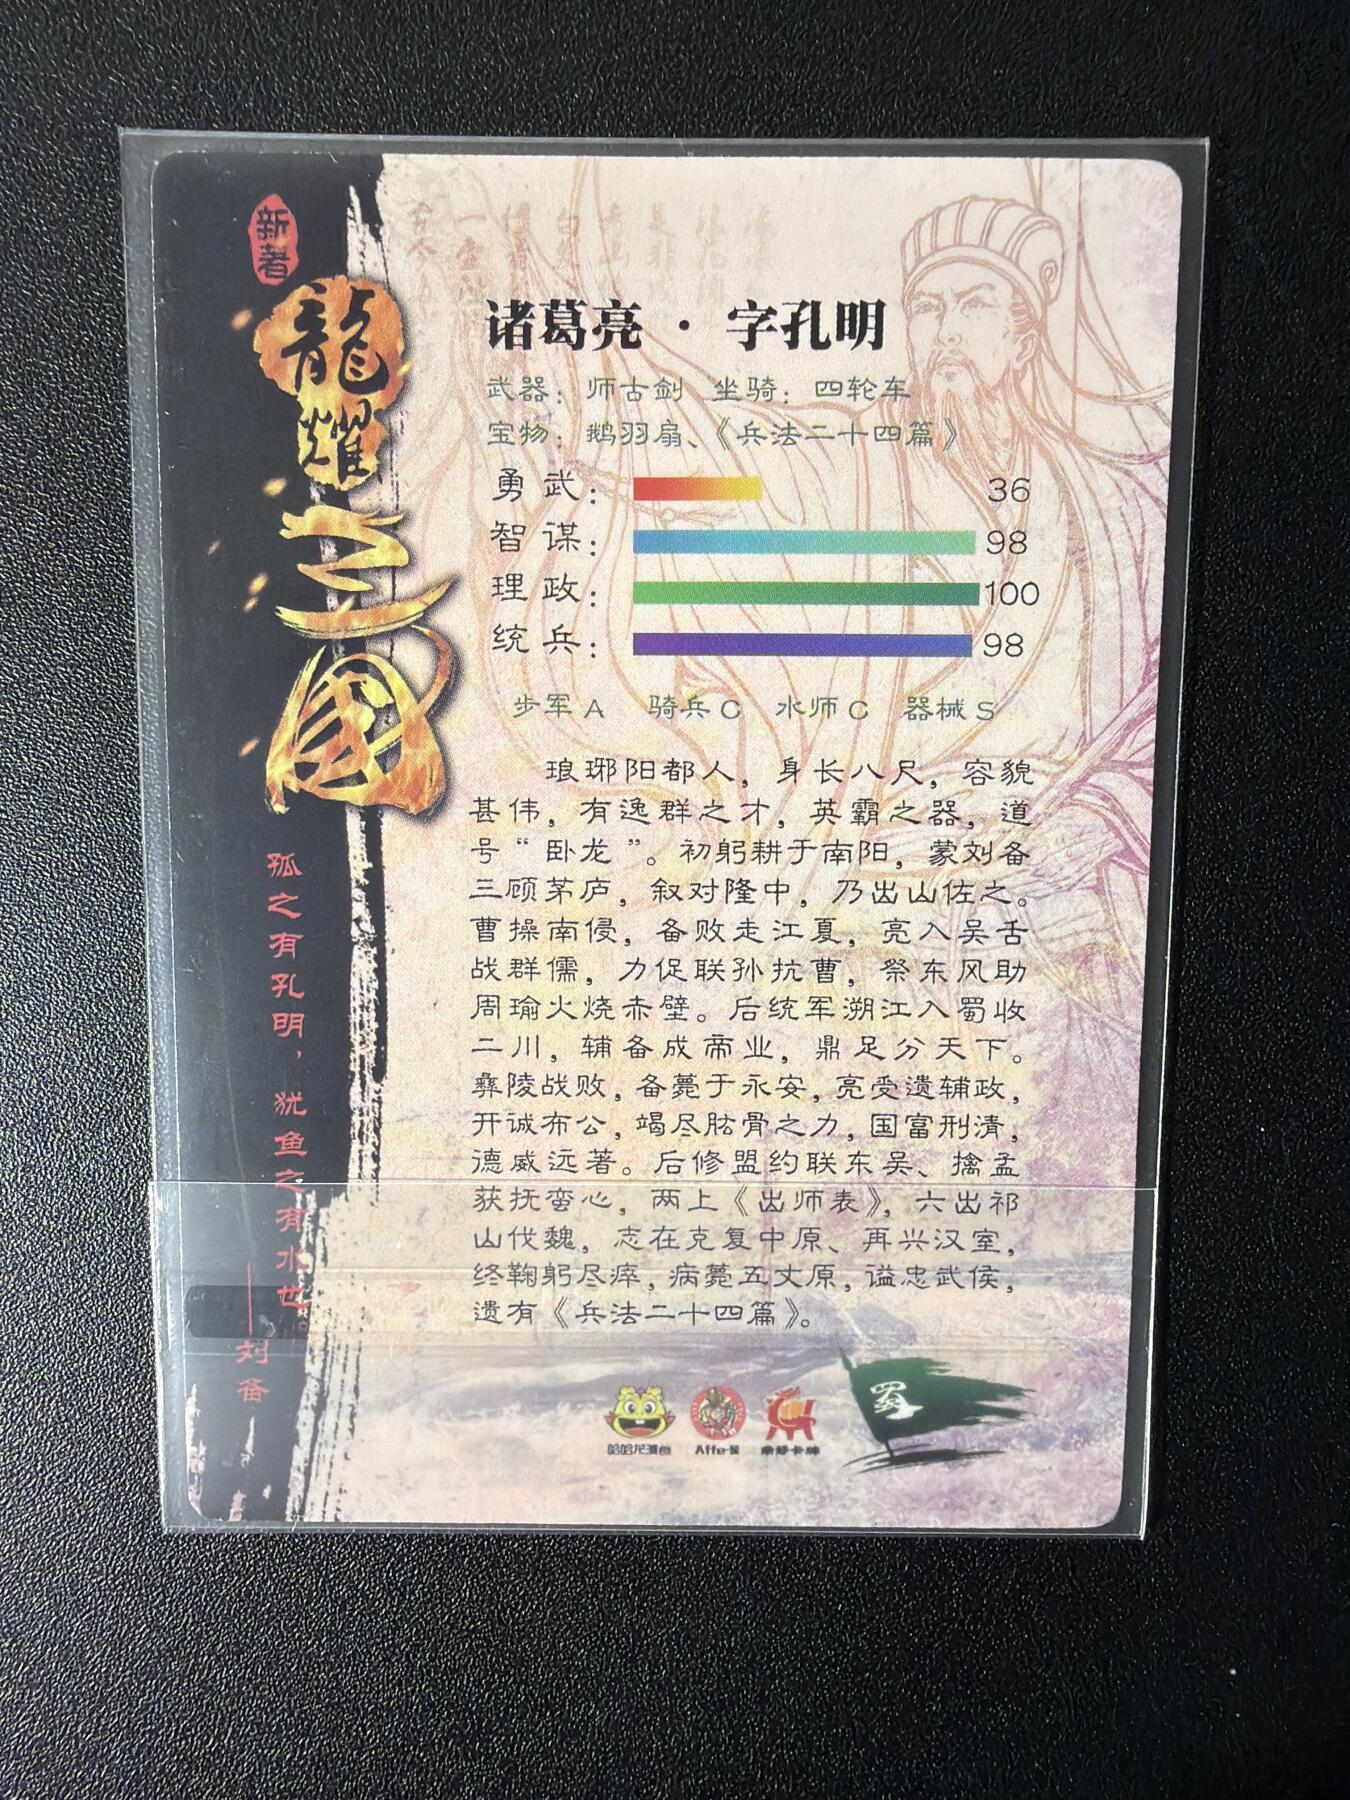 新著
龍耀三國
孤之有孔明，犹鱼之有水也。
——刘备
诸葛亮·字孔明
武器：师古剑 坐骑：四轮车
宝物：鹅羽扇、《兵法二十四篇》
勇武： 36
智谋： 98
理政： 100
统兵： 98
步军A 骑兵C 水师C 器械S
琅琊阳都人，身长八尺，容貌
甚伟，有逸群之才，英霸之器，道
号“卧龙”。初躬耕于南阳，蒙刘备
三顾茅庐，叙对隆中，乃出山佐之。
曹操南侵，备败走江夏，亮入吴舌
战群儒，力促联孙抗曹，祭东风助
周瑜火烧赤壁。后统军溯江入蜀收
二川，辅备成帝业，鼎足分天下。
彝陵战败，备薨于永安，亮受遗辅政，
开诚布公，竭尽肱骨之力，国富刑清，
德威远著。后修盟约联东吴、擒孟
获抚蛮心，两上《出师表》，六出祁
山伐魏，志在克复中原、再兴汉室，
终鞠躬尽瘁，病薨五丈原，谥忠武侯，
遗有《兵法二十四篇》。
蜀